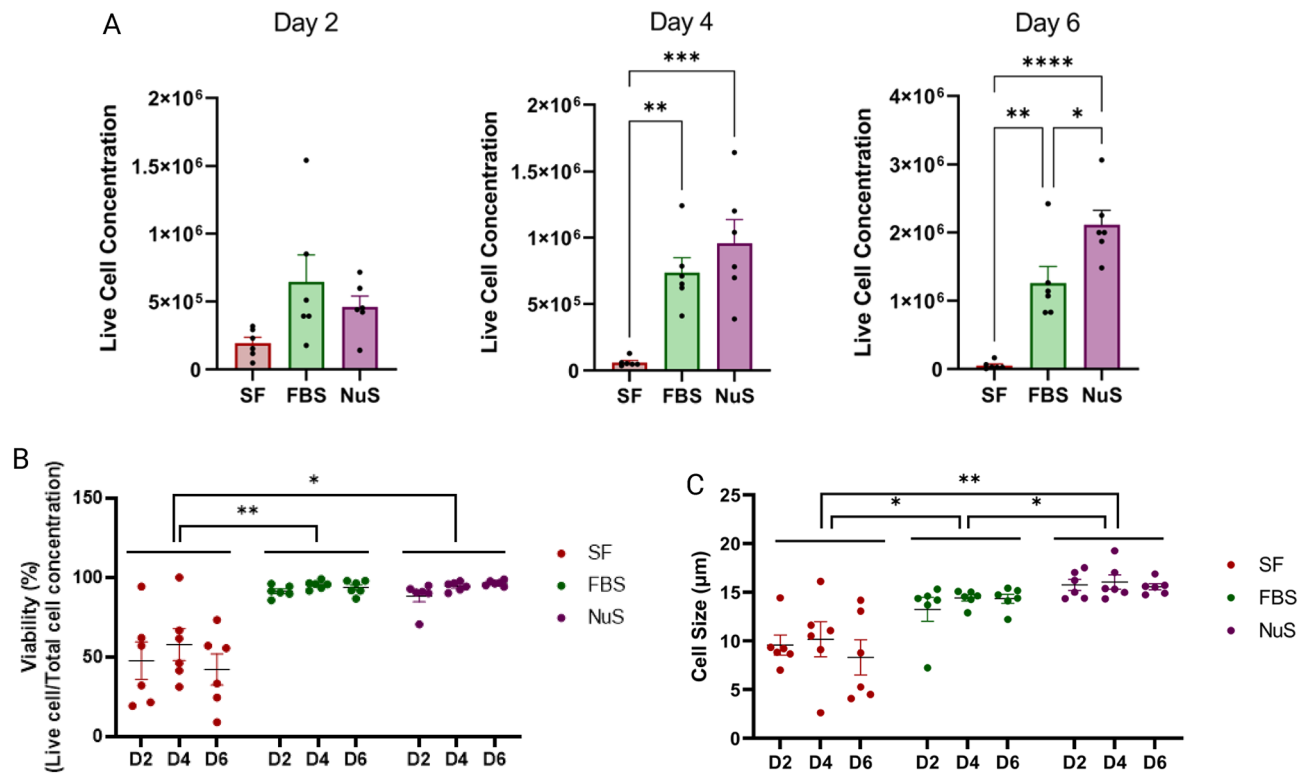 A
Day 2
Day 4
Day 6
Live Cell Concentration
2×10⁶
1.5×10⁶
1×10⁶
5×10⁵
0
SF FBS NuS
Live Cell Concentration
2×10⁶
1.5×10⁶
1×10⁶
5×10⁵
0
***
**
SF FBS NuS
Live Cell Concentration
4×10⁶
3×10⁶
2×10⁶
1×10⁶
0
****
** *
SF FBS NuS
B
Viability (%)
(Live cell/Total cell concentration)
150
100
50
0
*
**
D2 D4 D6 D2 D4 D6 D2 D4 D6
SF
FBS
NuS
C
Cell Size (μm)
25
20
15
10
5
0
**
* *
D2 D4 D6 D2 D4 D6 D2 D4 D6
SF
FBS
NuS